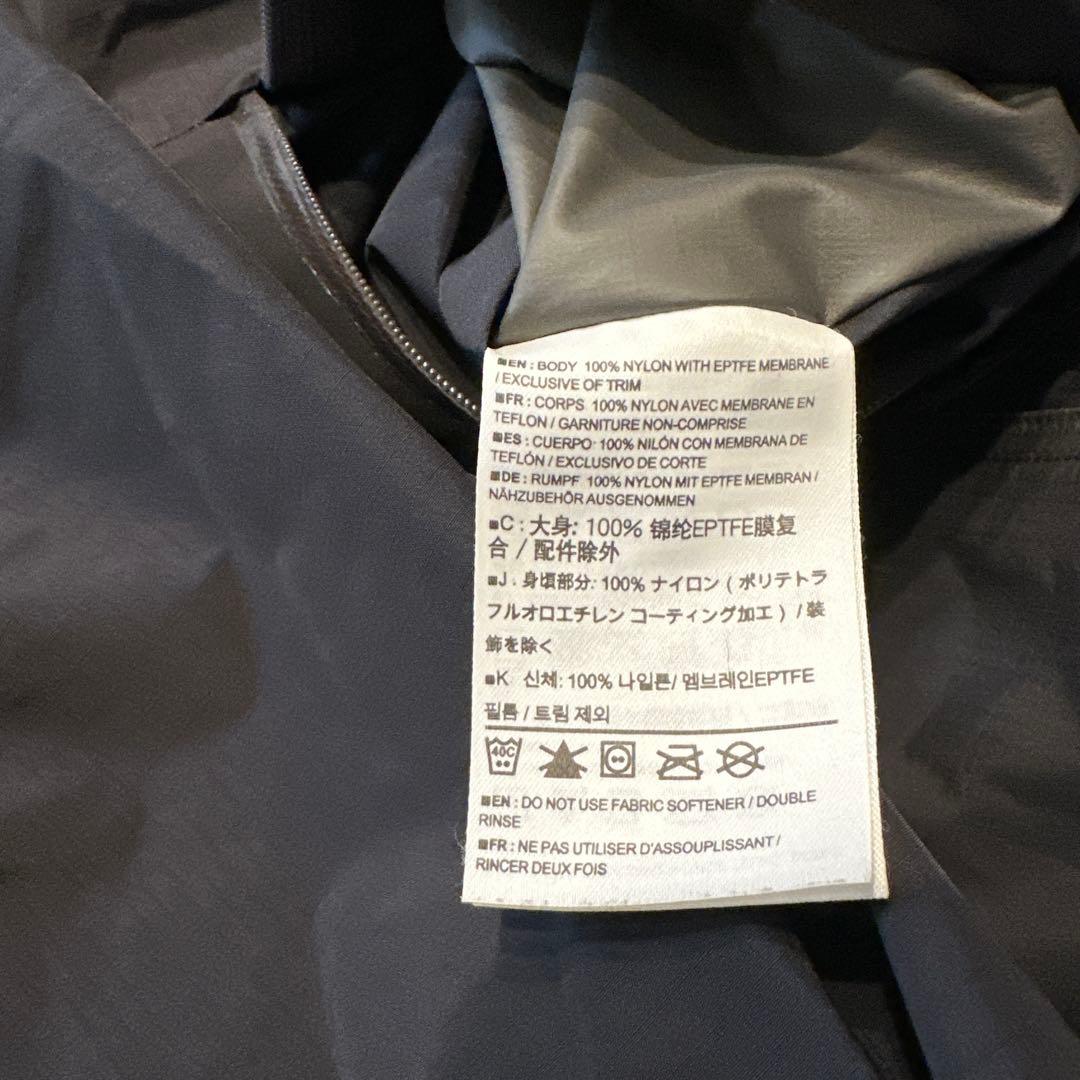 ■EN : BODY 100% NYLON WITH EPTFE MEMBRANE
/ EXCLUSIVE OF TRIM
■FR : CORPS 100% NYLON AVEC MEMBRANE EN
TEFLON / GARNITURE NON-COMPRISE
■ES : CUERPO 100% NILÓN CON MEMBRANA DE
TEFLÓN / EXCLUSIVO DE CORTE
■DE : RUMPF 100% NYLON MIT EPTFE MEMBRAN /
NÄHZUBEHÖR AUSGENOMMEN
■C : 大身: 100% 锦纶EPTFE膜复
合 / 配件除外
■J . 身頃部分: 100% ナイロン ( ポリテトラ
フルオロエチレン コーティング加工 ) / 装
飾を除く
■K 신체: 100% 나일론/ 멤브레인EPTFE
필름 / 트림 제외
40C
■EN : DO NOT USE FABRIC SOFTENER / DOUBLE
RINSE
■FR : NE PAS UTILISER D'ASSOUPLISSANT /
RINCER DEUX FOIS